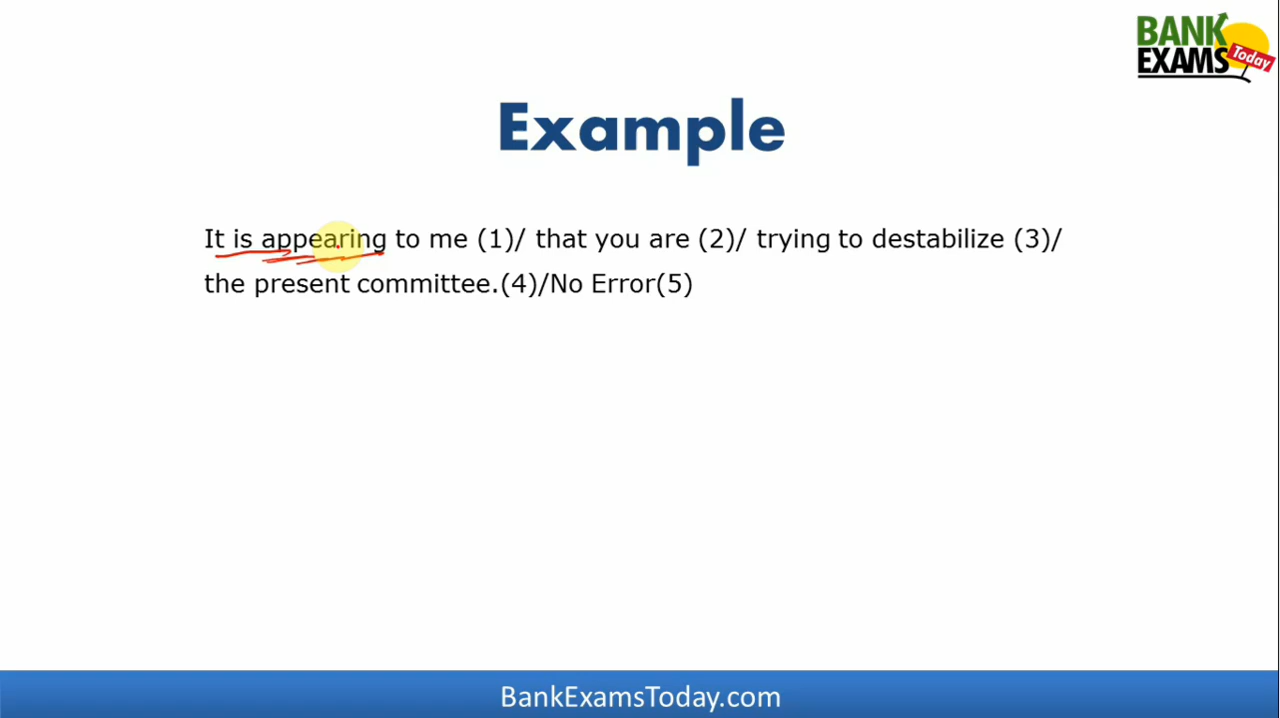 BANK
EXAMS Today
Example
It is appearing to me (1)/ that you are (2)/ trying to destabilize (3)/
the present committee.(4)/No Error(5)
BankExamsToday.com